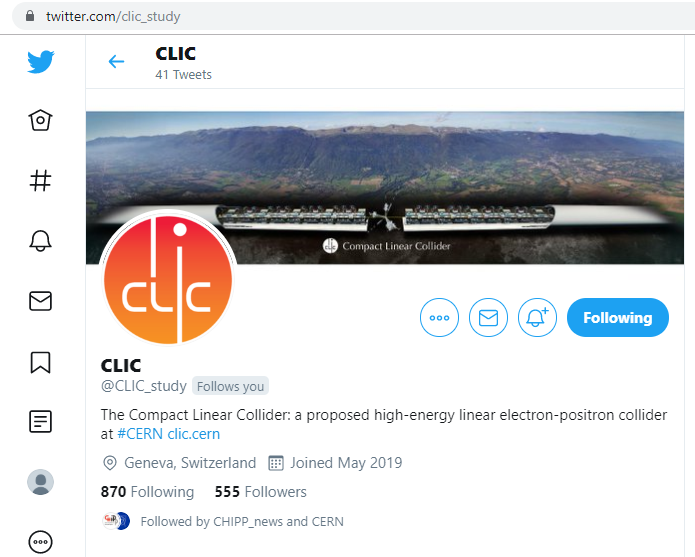 twitter.com/clic_study
CLIC
41 Tweets
clic
CLIC Compact Linear Collider
Following
CLIC
@CLIC_study Follows you
The Compact Linear Collider: a proposed high-energy linear electron-positron collider
at #CERN clic.cern
Geneva, Switzerland Joined May 2019
870 Following 555 Followers
Followed by CHIPP_news and CERN